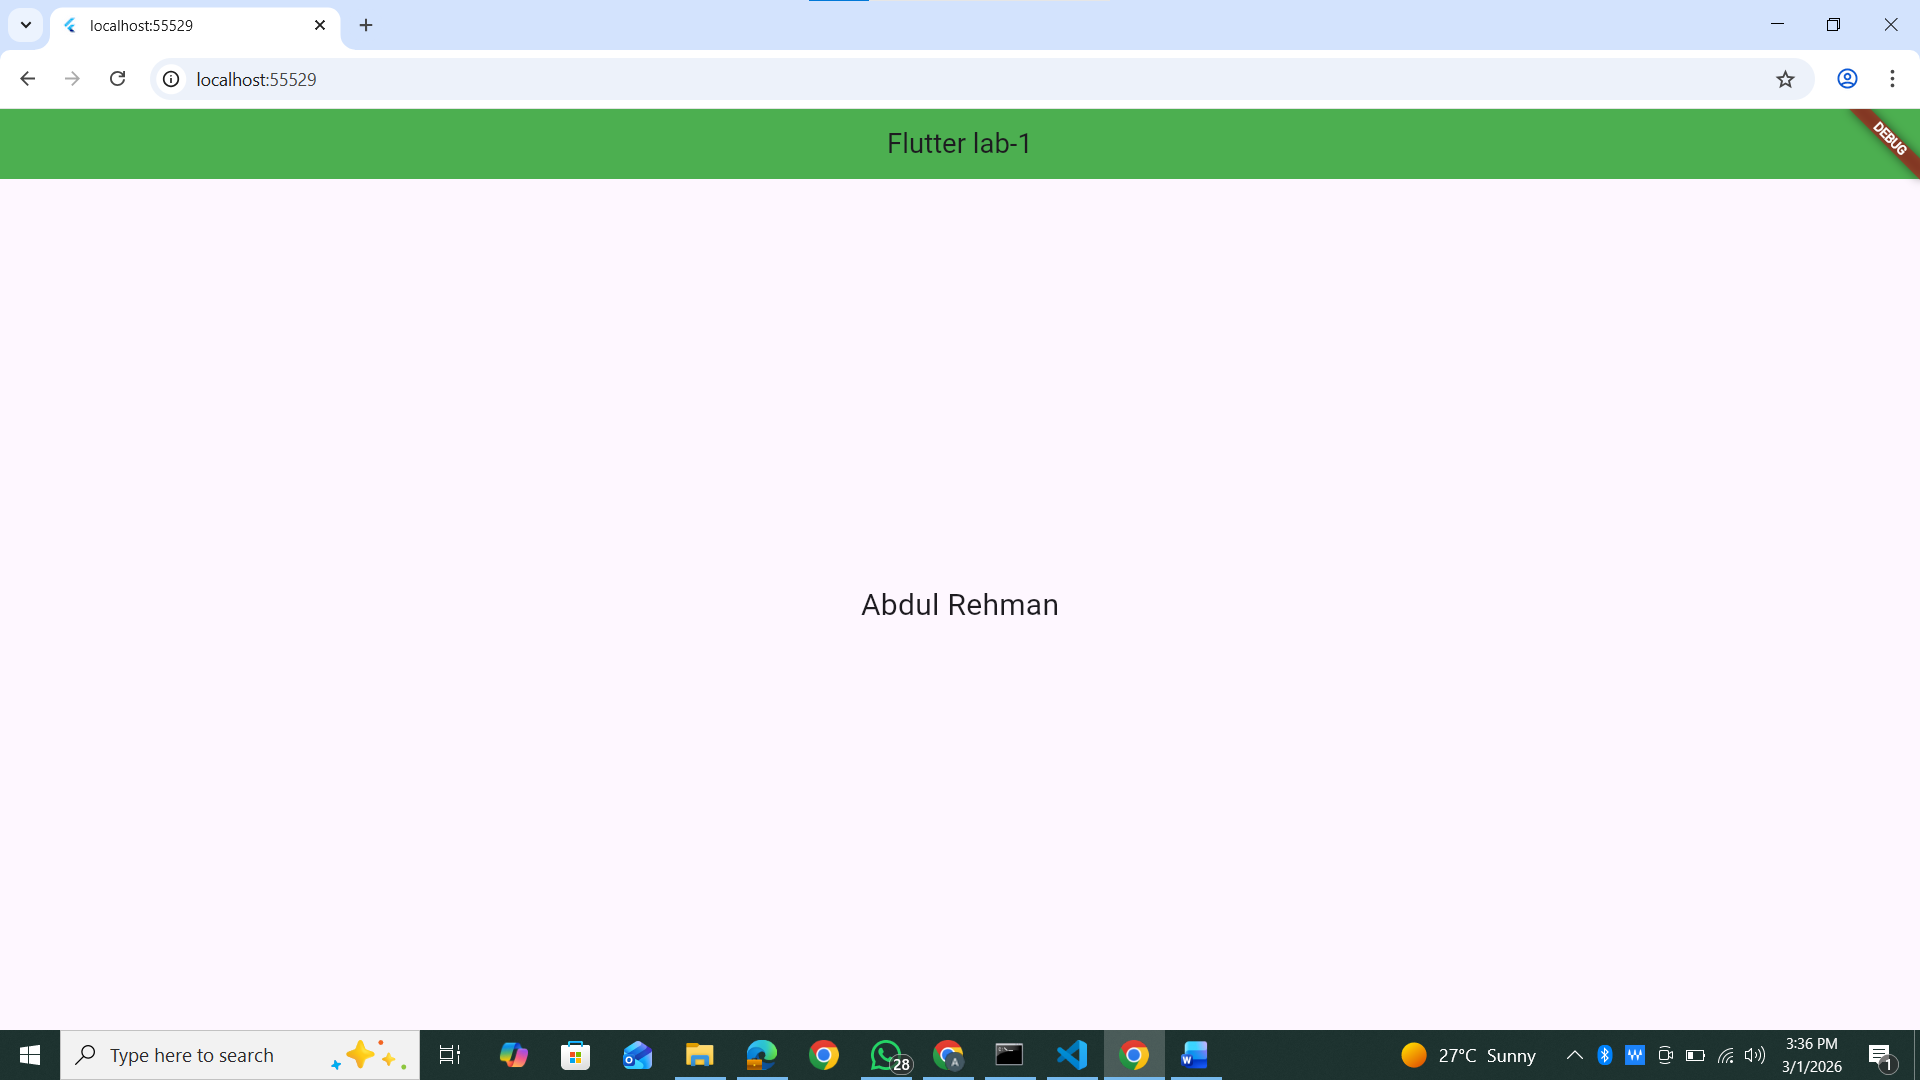 localhost:55529
localhost:55529
Flutter lab-1
DEBUG
Abdul Rehman
Type here to search
28
A
W
27°C Sunny
3:36 PM
3/1/2026
1